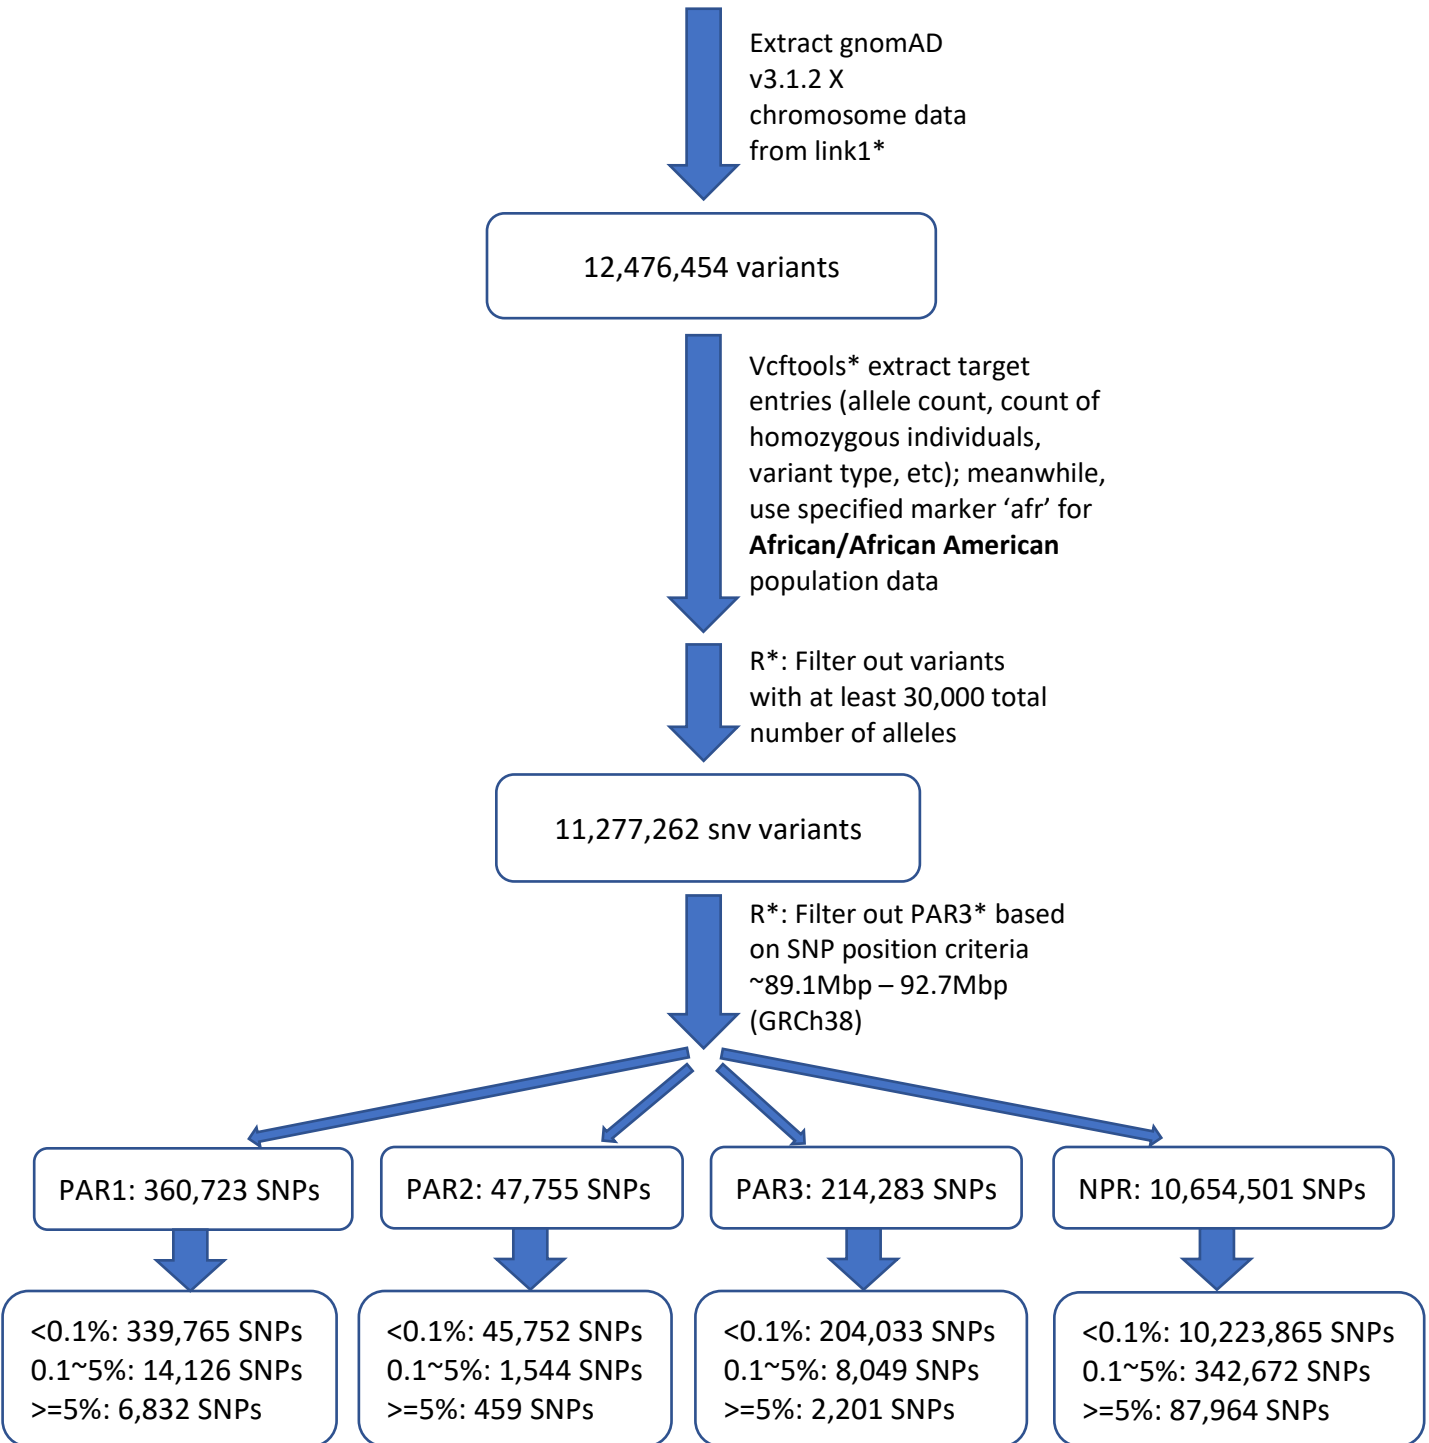 Extract gnomAD
v3.1.2 X
chromosome data
from link1*
12,476,454 variants
Vcftools* extract target
entries (allele count, count of
homozygous individuals,
variant type, etc); meanwhile,
use specified marker ‘afr’ for
African/African American
population data
R*: Filter out variants
with at least 30,000 total
number of alleles
11,277,262 snv variants
R*: Filter out PAR3* based
on SNP position criteria
~89.1Mbp – 92.7Mbp
(GRCh38)
PAR1: 360,723 SNPs
PAR2: 47,755 SNPs
PAR3: 214,283 SNPs
NPR: 10,654,501 SNPs
<0.1%: 339,765 SNPs
0.1~5%: 14,126 SNPs
>=5%: 6,832 SNPs
<0.1%: 45,752 SNPs
0.1~5%: 1,544 SNPs
>=5%: 459 SNPs
<0.1%: 204,033 SNPs
0.1~5%: 8,049 SNPs
>=5%: 2,201 SNPs
<0.1%: 10,223,865 SNPs
0.1~5%: 342,672 SNPs
>=5%: 87,964 SNPs